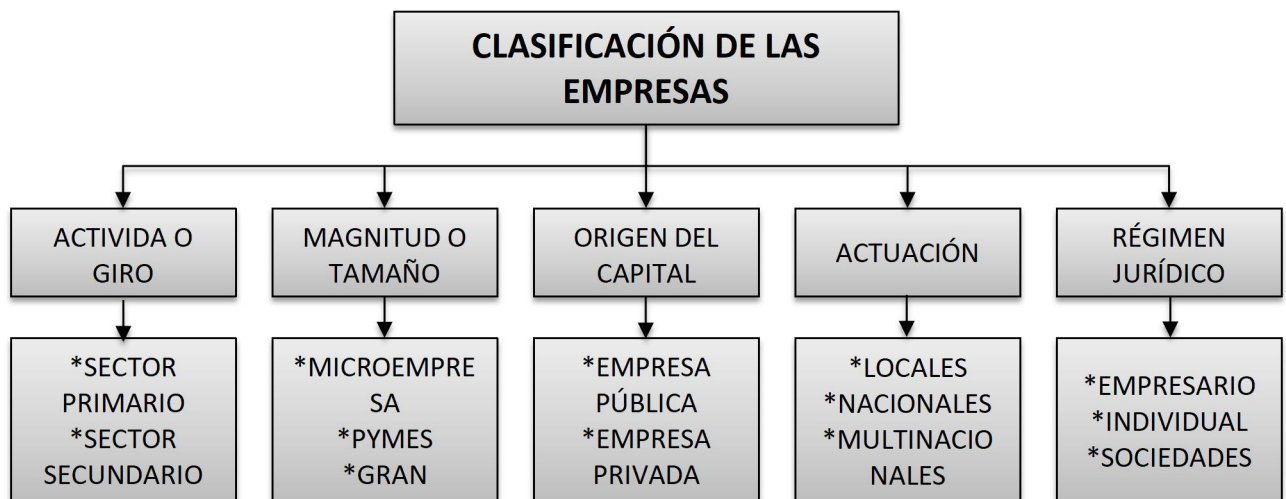 CLASIFICACIÓN DE LAS
EMPRESAS
ACTIVIDA O
GIRO
MAGNITUD O
TAMAÑO
ORIGEN DEL
CAPITAL
ACTUACIÓN
RÉGIMEN
JURÍDICO
*SECTOR
PRIMARIO
*SECTOR
SECUNDARIO
*MICROEMPRE
SA
*PYMES
*GRAN
*EMPRESA
PÚBLICA
*EMPRESA
PRIVADA
*LOCALES
*NACIONALES
*MULTINACIO
NALES
*EMPRESARIO
*INDIVIDUAL
*SOCIEDADES